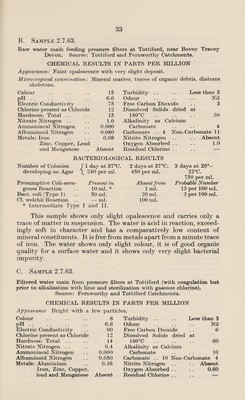 33
B. SAMPLE 2.7.63.
Raw water main feeding pressure filters at Tottiford, near Bovey Tracey
Devon. Source: Tottiford and Fernworthy Catchments.
CHEMICAL RESULTS IN PARTS PER MILLION
Appearance: Faint opalescence with very slight deposit.
Microscopical examination: Mineral matter, traces of organic debris, diatoms
skeletons.
Colour .. .. 15 Turbidity .. .. Less than 3
pH .. .. .. 6.6 Odour .. .. Nil
Electric Conductivity 78 Free Carbon Dioxide .. 3
Chlorine present as Chloride 12 Dissolved Solids dried at
Hardness: Total .. 15 180°C .. .. 50
Nitrate Nitrogen .. 1.0 Alkalinity as Calcium
Ammoniacal Nitrogen 0.000 Carbonate .. .. 4
Albuminoid Nitrogen 0.080 Carbonate .. 4 Non-Carbonate 11
Metals: Iron .. 0.08 Nitrite Nitrogen .. Absent
Zinc, Copper, Lead Oxygen Absorbed .. 1.0
and Manganese Absent Residual Chlorine .. —
BACTERIOLOGICAL RESULTS
Number of Colonies 1 day at 37°C. 2 days at 37°C. 3 days at 20°-
developing on Agar 240 per ml. 450 per ml. 22°C.
750 per ml.
Presumptive Coli-aero- Present in Absent from Probable Number
genes Reaction .. 10 ml.* 1 ml. 13 per 100 ml.
Bact. coli (Type 1) .. 50 ml. 20 ml. 3 per 100 ml.
Cl. welchii Reaction — ml. 100 ml.
* Intermediate Type I and II.
This sample shows only slight opalescence and carries only a
trace of matter in suspension. The water is acid in reaction, exceed-
ingly soft in character and has a comparatively low content of
mineral constituents. It is free from metals apart from a minute trace
of iron. The water shows only slight colour, it is of good organic
quality for a surface water and it shows only very slight bacterial
impurity.
C. SAMPLE 2.7.63.
Filtered water main from pressure filters at Tottiford (with coagulation but
prior to alkalisation with lime and sterilization with gaseous chlorine).
Source: Fernworthy and Tottiford Catchments.
CHEMICAL RESULTS IN PARTS PER MILLION
Appearance Bright with a few particles.
Colour .. .. 8 Turbidity .. .. Less than 3
pH .. .. .. 6.6 Odour .. .. Nil
Electric Conductivity 90 Free Carbon Dioxide 6
Chlorine present as Chloride 12 Dissolved Solids dried at
Hardness: Total .. 14 180°C .. .. 60
Nitrate Nitrogen .. 0.4 Alkalinity as Calcium
Ammoniacal Nitrogen 0.000 Carbonate .. .. 10
Albuminoid Nitrogen 0.050 Carbonate .. 10 Non-Carbonate 4
Metals: Aluminium .. 0.16 Nitrite Nitrogen .. .. Absent
Iron, Zinc, Copper, Oxygen Absorbed .. .. 0.60
lead and Manganese Absent Residual Chlorine .. —